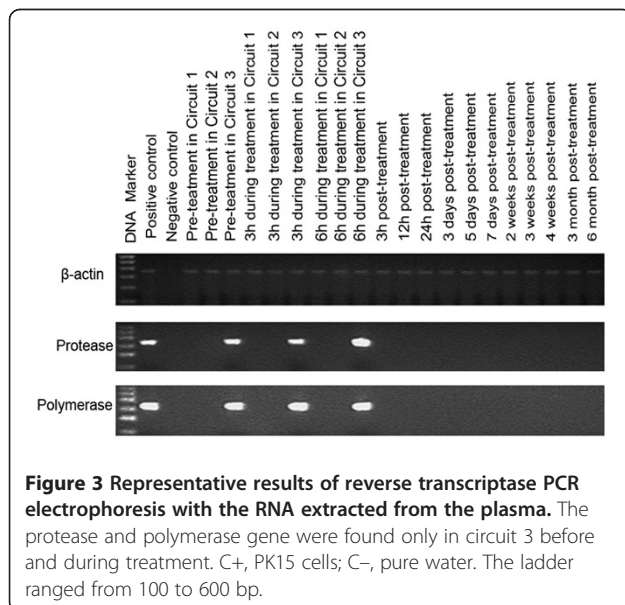 DNA Marker
Positive control
Negative control
Pre-treatment in Circuit 1
Pre-treatment in Circuit 2
Pre-teatment in Circuit 3
3h during treatment in Circuit 1
3h during treatment in Circuit 2
3h during treatment in Circuit 3
6h during treatment in Circuit 1
6h during treatment in Circuit 2
6h during treatment in Circuit 3
3h post-treatment
12h post-treatment
24h post-treatment
3 days post-treatment
5 days post-treatment
7 days post-treatment
2 weeks post-treatment
3 weeks post-treatment
4 weeks post-treatment
3 month post-treatment
6 month post-treatment
β-actin
Protease
Polymerase
Figure 3 Representative results of reverse transcriptase PCR
electrophoresis with the RNA extracted from the plasma. The
protease and polymerase gene were found only in circuit 3 before
and during treatment. C+, PK15 cells; C–, pure water. The ladder
ranged from 100 to 600 bp.